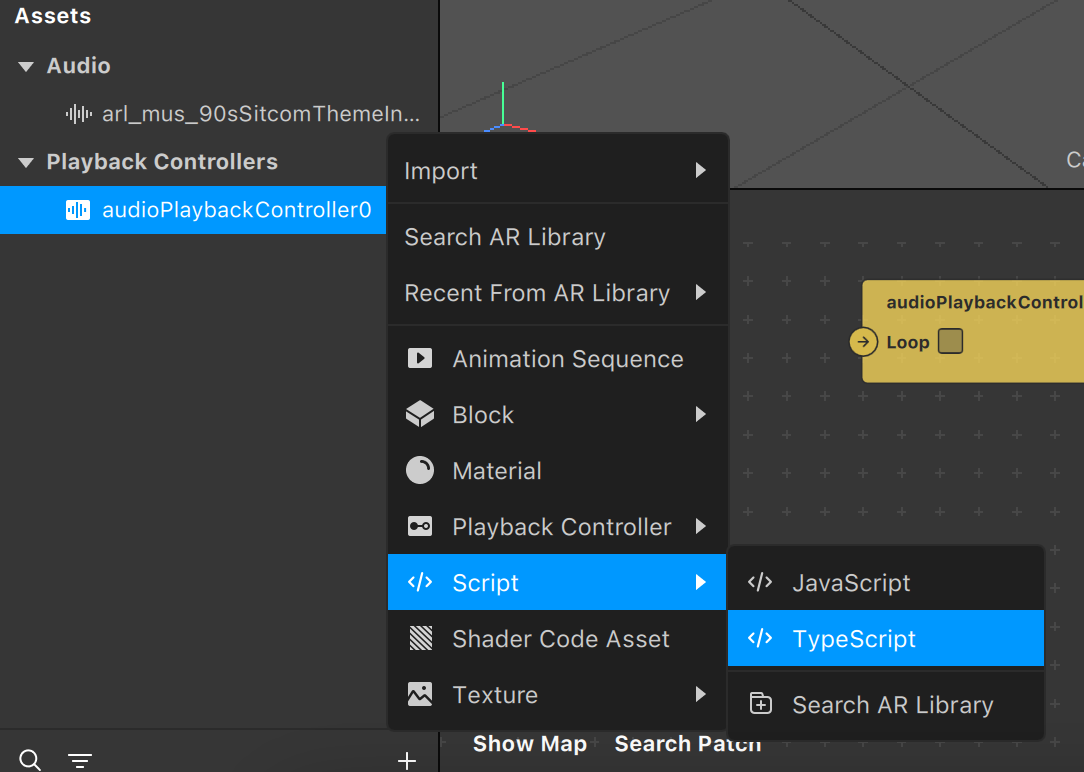 Assets
Audio
arl_mus_90sSitcomThemeIn...
Playback Controllers
audioPlaybackController0
Import
Search AR Library
Recent From AR Library
Animation Sequence
Block
Material
Playback Controller
Script
Shader Code Asset
Texture
JavaScript
TypeScript
Search AR Library
Ca
audioPlaybackControl
Loop
Show Map
Search Patch